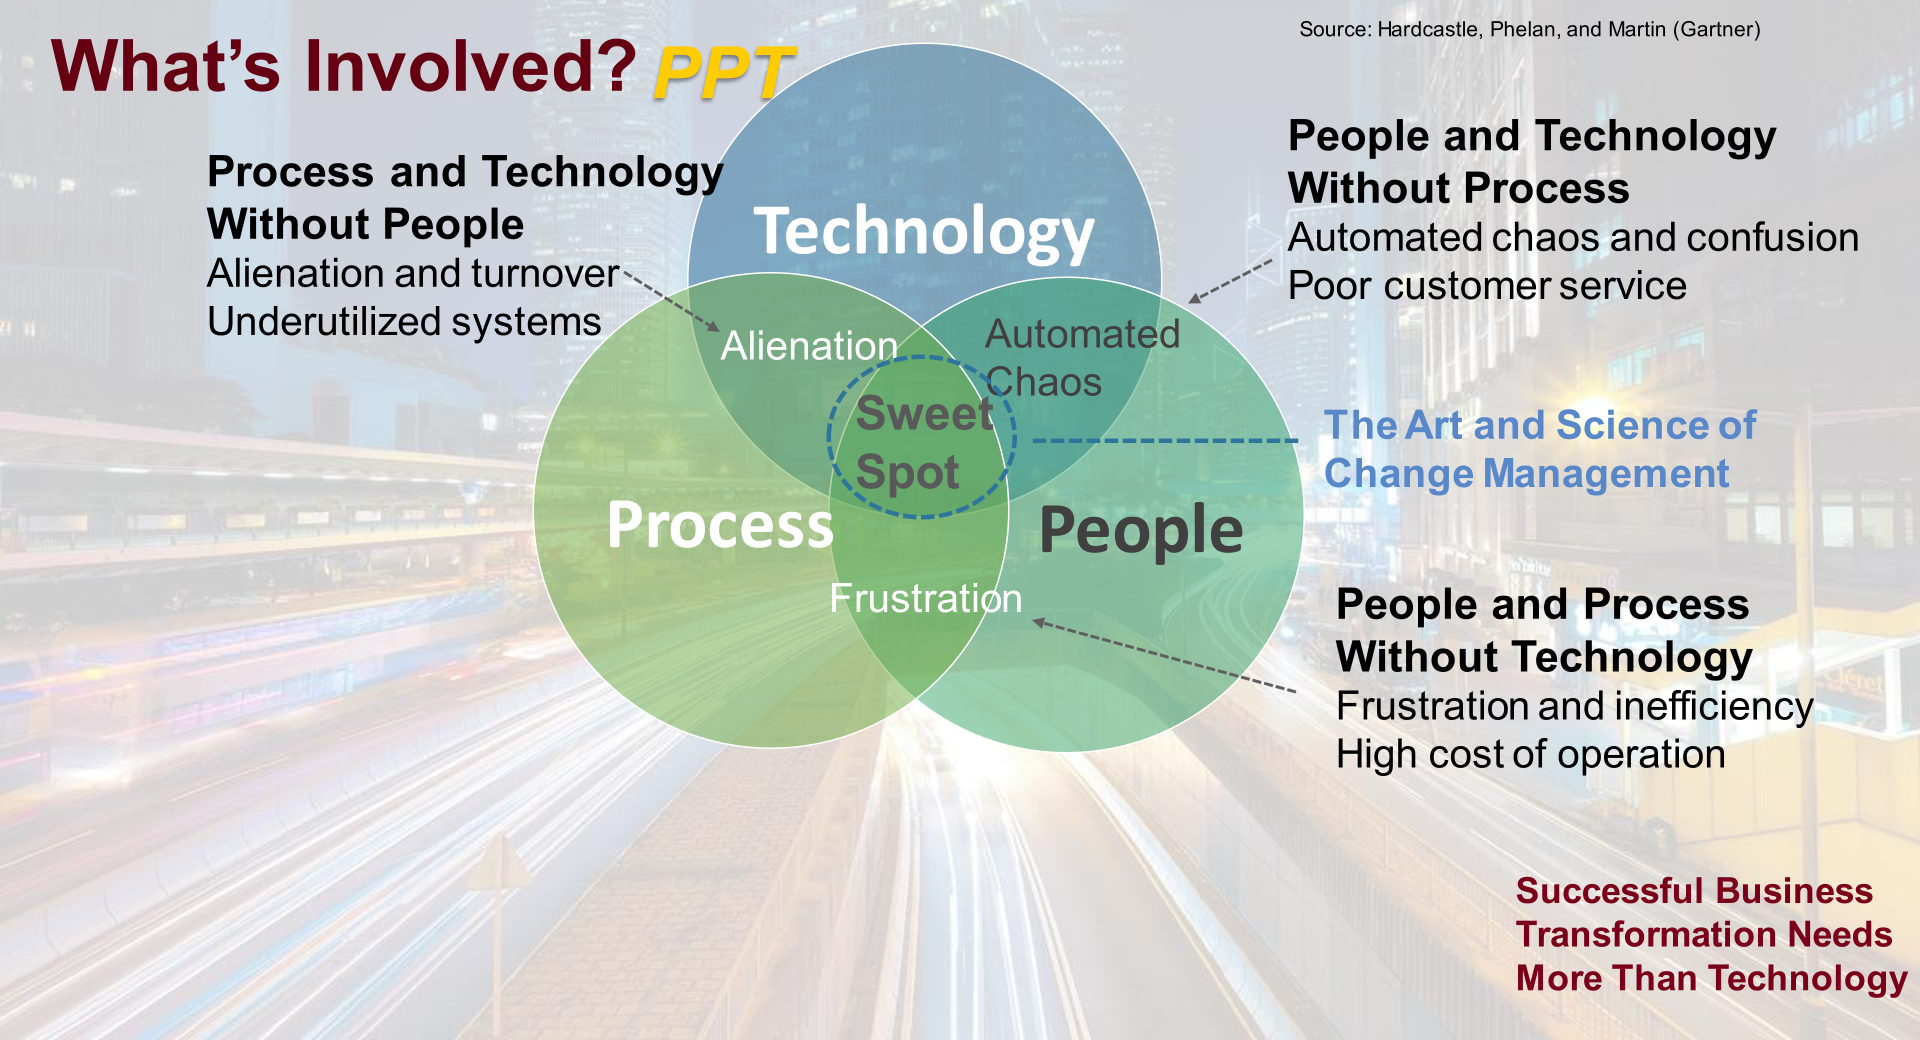 Source: Hardcastle, Phelan, and Martin (Gartner)
What’s Involved? PPT
Process and Technology
Without People
Alienation and turnover
Underutilized systems
People and Technology
Without Process
Automated chaos and confusion
Poor customer service
Technology
Alienation
Automated
Chaos
Sweet
Spot
The Art and Science of
Change Management
Process
People
Frustration
People and Process
Without Technology
Frustration and inefficiency
High cost of operation
Successful Business
Transformation Needs
More Than Technology